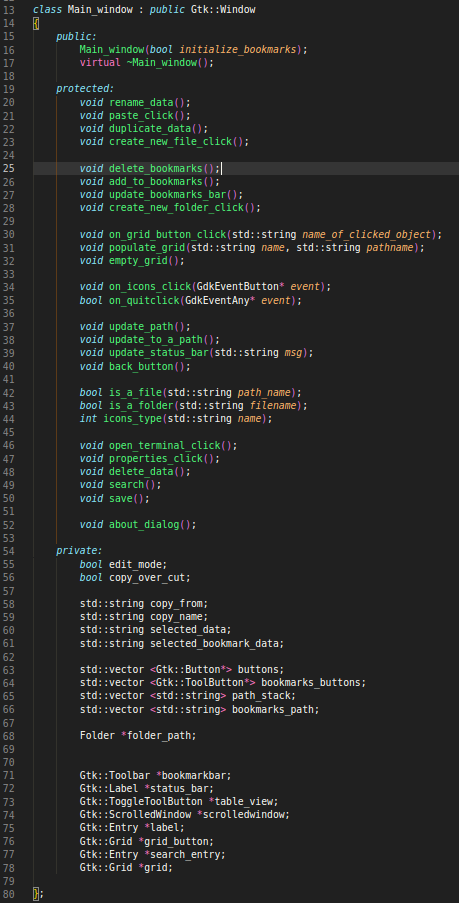 13 class Main_window : public Gtk::Window
14 {
15 public:
16 Main_window(bool initialize_bookmarks);
17 virtual ~Main_window();
18
19 protected:
20 void rename_data();
21 void paste_click();
22 void duplicate_data();
23 void create_new_file_click();
24
25 void delete_bookmarks();
26 void add_to_bookmarks();
27 void update_bookmarks_bar();
28 void create_new_folder_click();
29
30 void on_grid_button_click(std::string name_of_clicked_object);
31 void populate_grid(std::string name, std::string pathname);
32 void empty_grid();
33
34 void on_icons_click(GdkEventButton* event);
35 bool on_quitclick(GdkEventAny* event);
36
37 void update_path();
38 void update_to_a_path();
39 void update_status_bar(std::string msg);
40 void back_button();
41
42 bool is_a_file(std::string path_name);
43 bool is_a_folder(std::string filename);
44 int icons_type(std::string name);
45
46 void open_terminal_click();
47 void properties_click();
48 void delete_data();
49 void search();
50 void save();
51
52 void about_dialog();
53
54 private:
55 bool edit_mode;
56 bool copy_over_cut;
57
58 std::string copy_from;
59 std::string copy_name;
60 std::string selected_data;
61 std::string selected_bookmark_data;
62
63 std::vector <Gtk::Button*> buttons;
64 std::vector <Gtk::ToolButton*> bookmarks_buttons;
65 std::vector <std::string> path_stack;
66 std::vector <std::string> bookmarks_path;
67
68 Folder *folder_path;
69
70
71 Gtk::Toolbar *bookmarkbar;
72 Gtk::Label *status_bar;
73 Gtk::ToggleToolButton *table_view;
74 Gtk::ScrolledWindow *scrolledwindow;
75 Gtk::Entry *label;
76 Gtk::Grid *grid_button;
77 Gtk::Entry *search_entry;
78 Gtk::Grid *grid;
79
80 };